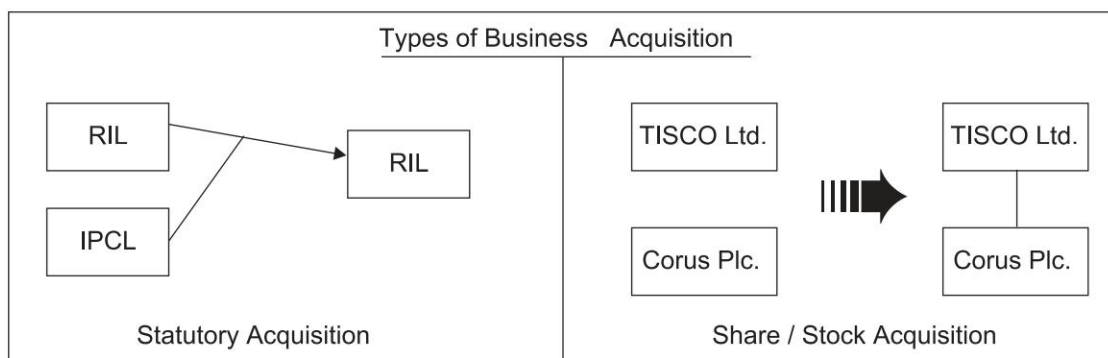 Types of Business Acquisition
RIL
RIL
IPCL
Statutory Acquisition
TISCO Ltd.
TISCO Ltd.
Corus Plc.
Corus Plc.
Share / Stock Acquisition